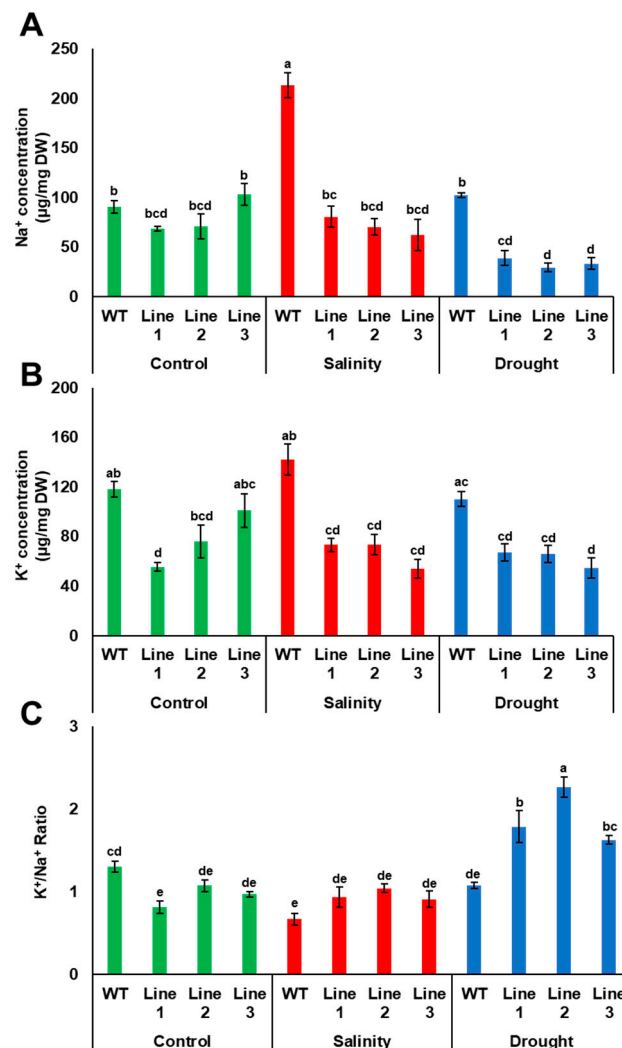 A
Na⁺ concentration
(µg/mg DW)
250
200
150
100
50
0
b
bcd
bcd
b
a
bc
bcd
bcd
b
cd
d
d
WT Line 1 Line 2 Line 3 WT Line 1 Line 2 Line 3 WT Line 1 Line 2 Line 3
Control Salinity Drought
B
K⁺ concentration
(µg/mg DW)
200
160
120
80
40
0
ab
d
bcd
abc
ab
cd
cd
cd
ac
cd
cd
d
WT Line 1 Line 2 Line 3 WT Line 1 Line 2 Line 3 WT Line 1 Line 2 Line 3
Control Salinity Drought
C
K⁺/Na⁺ Ratio
3
2
1
0
cd
e
de
de
e
de
de
de
de
b
a
bc
WT Line 1 Line 2 Line 3 WT Line 1 Line 2 Line 3 WT Line 1 Line 2 Line 3
Control Salinity Drought